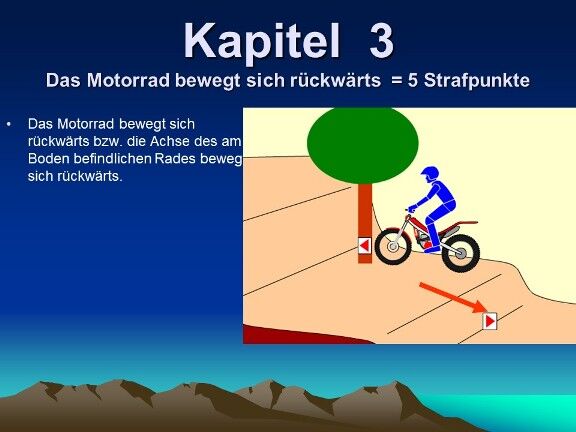 Kapitel 3
Das Motorrad bewegt sich rückwärts = 5 Strafpunkte
• Das Motorrad bewegt sich
rückwärts bzw. die Achse des am
Boden befindlichen Rades beweg
sich rückwärts.